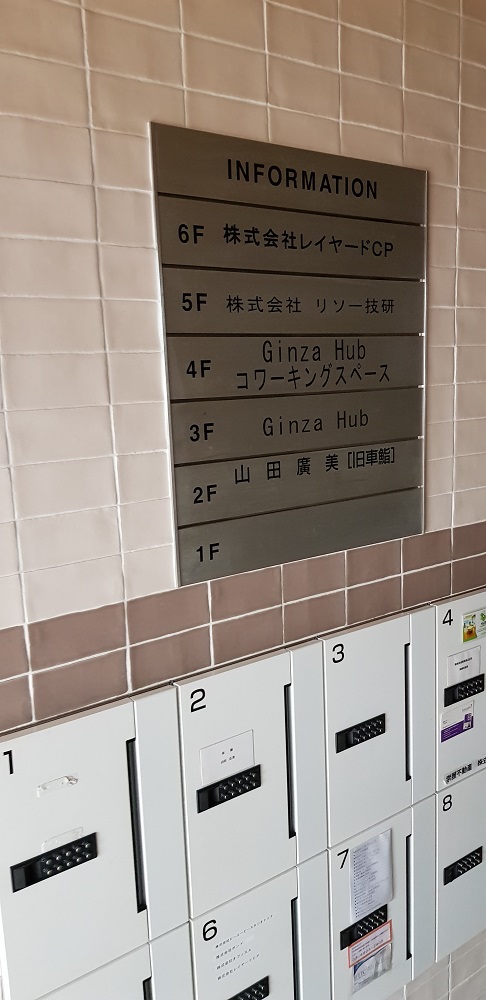 INFORMATION
6F 株式会社レイヤードCP
5F 株式会社 リソー技研
4F Ginza Hub
コワーキングスペース
3F Ginza Hub
2F 山田廣美 [旧車鮨]
1F
1
2
3
4
6
7
8